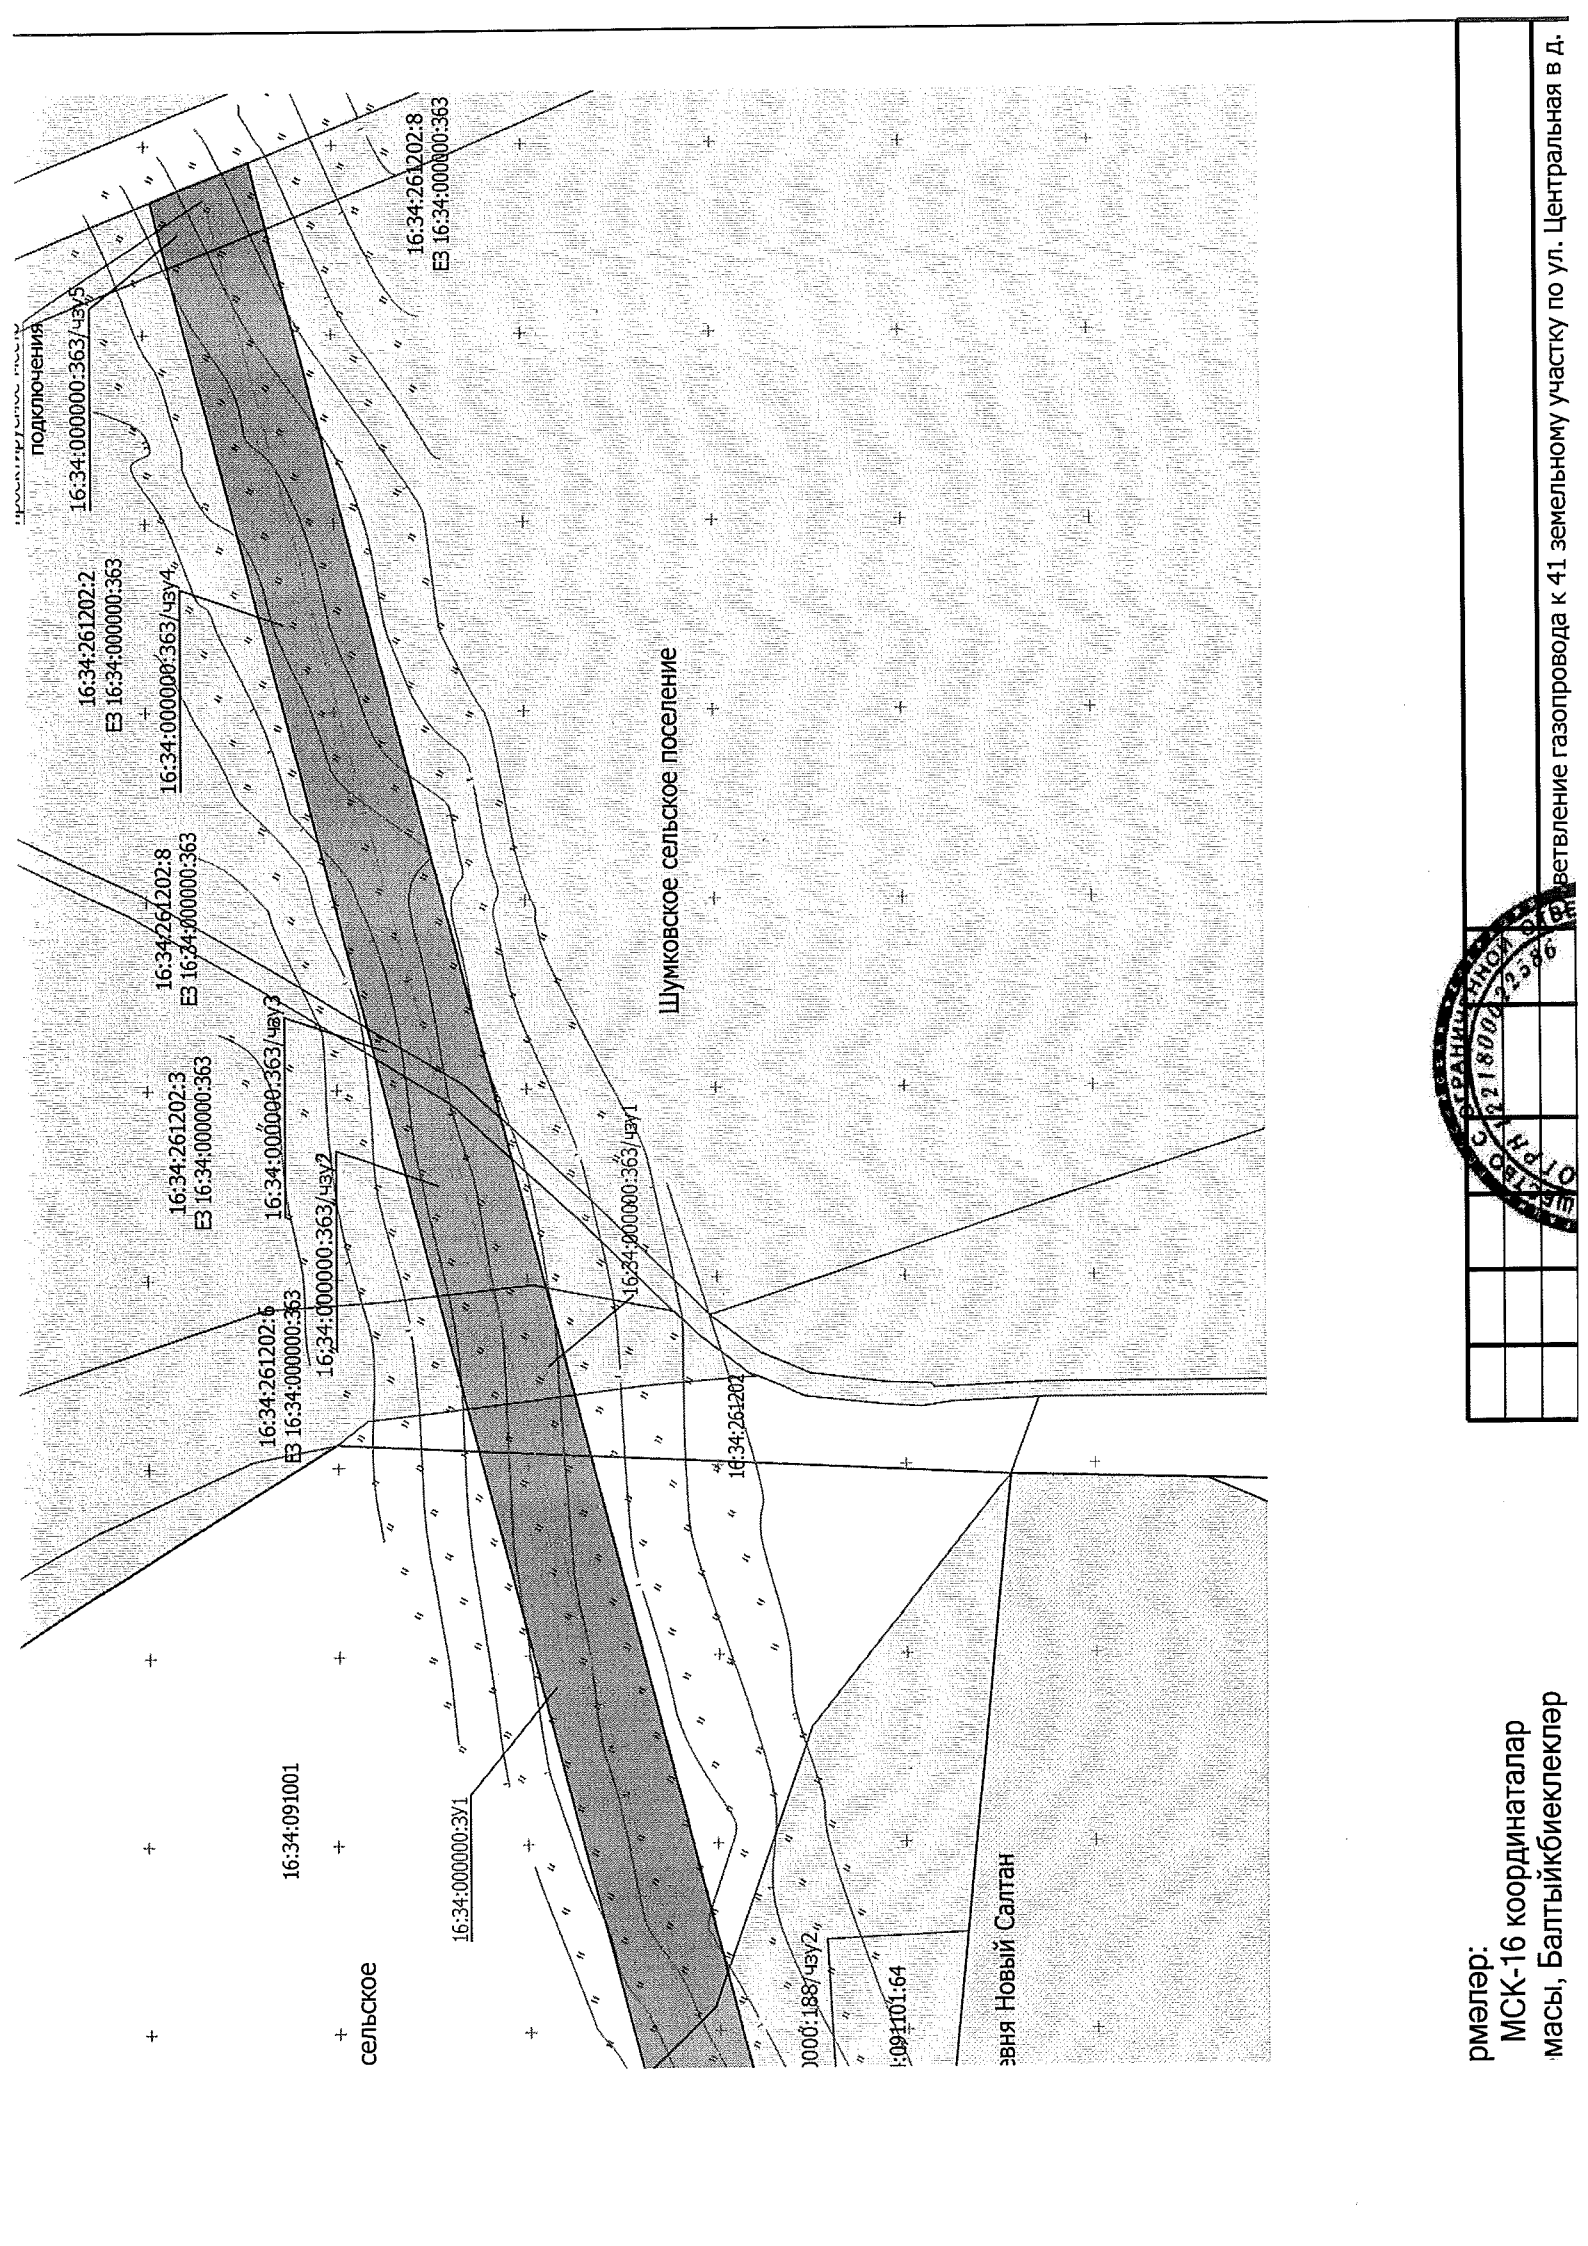 подключения
16:34:000000:363/чзу5
16:34:261202:8
ЕЗ 16:34:000000:363
16:34:261202:2
ЕЗ 16:34:000000:363
16:34:000000:363/чзу4
16:34:261202:8
ЕЗ 16:34:000000:363
16:34:000000:363/чзу3
16:34:261202:3
ЕЗ 16:34:000000:363
16:34:000000:363/чзу2
16:34:261202:6
ЕЗ 16:34:000000:363
16:34:000000:363/чзу1
Шумковское сельское поселение
16:34:261202
16:34:091001
16:34:000000:ЗУ1
сельское
0000:188/чзу2
:091101:64
евня Новый Салтан
рмәләр:
МСК-16 координаталар
масы, Балтыйкбиеклекләр
ветвление газопровода к 41 земельному участку по ул. Центральная в д.
ОГРАНИЧЕННОЙ
ОГРН 1221800022586